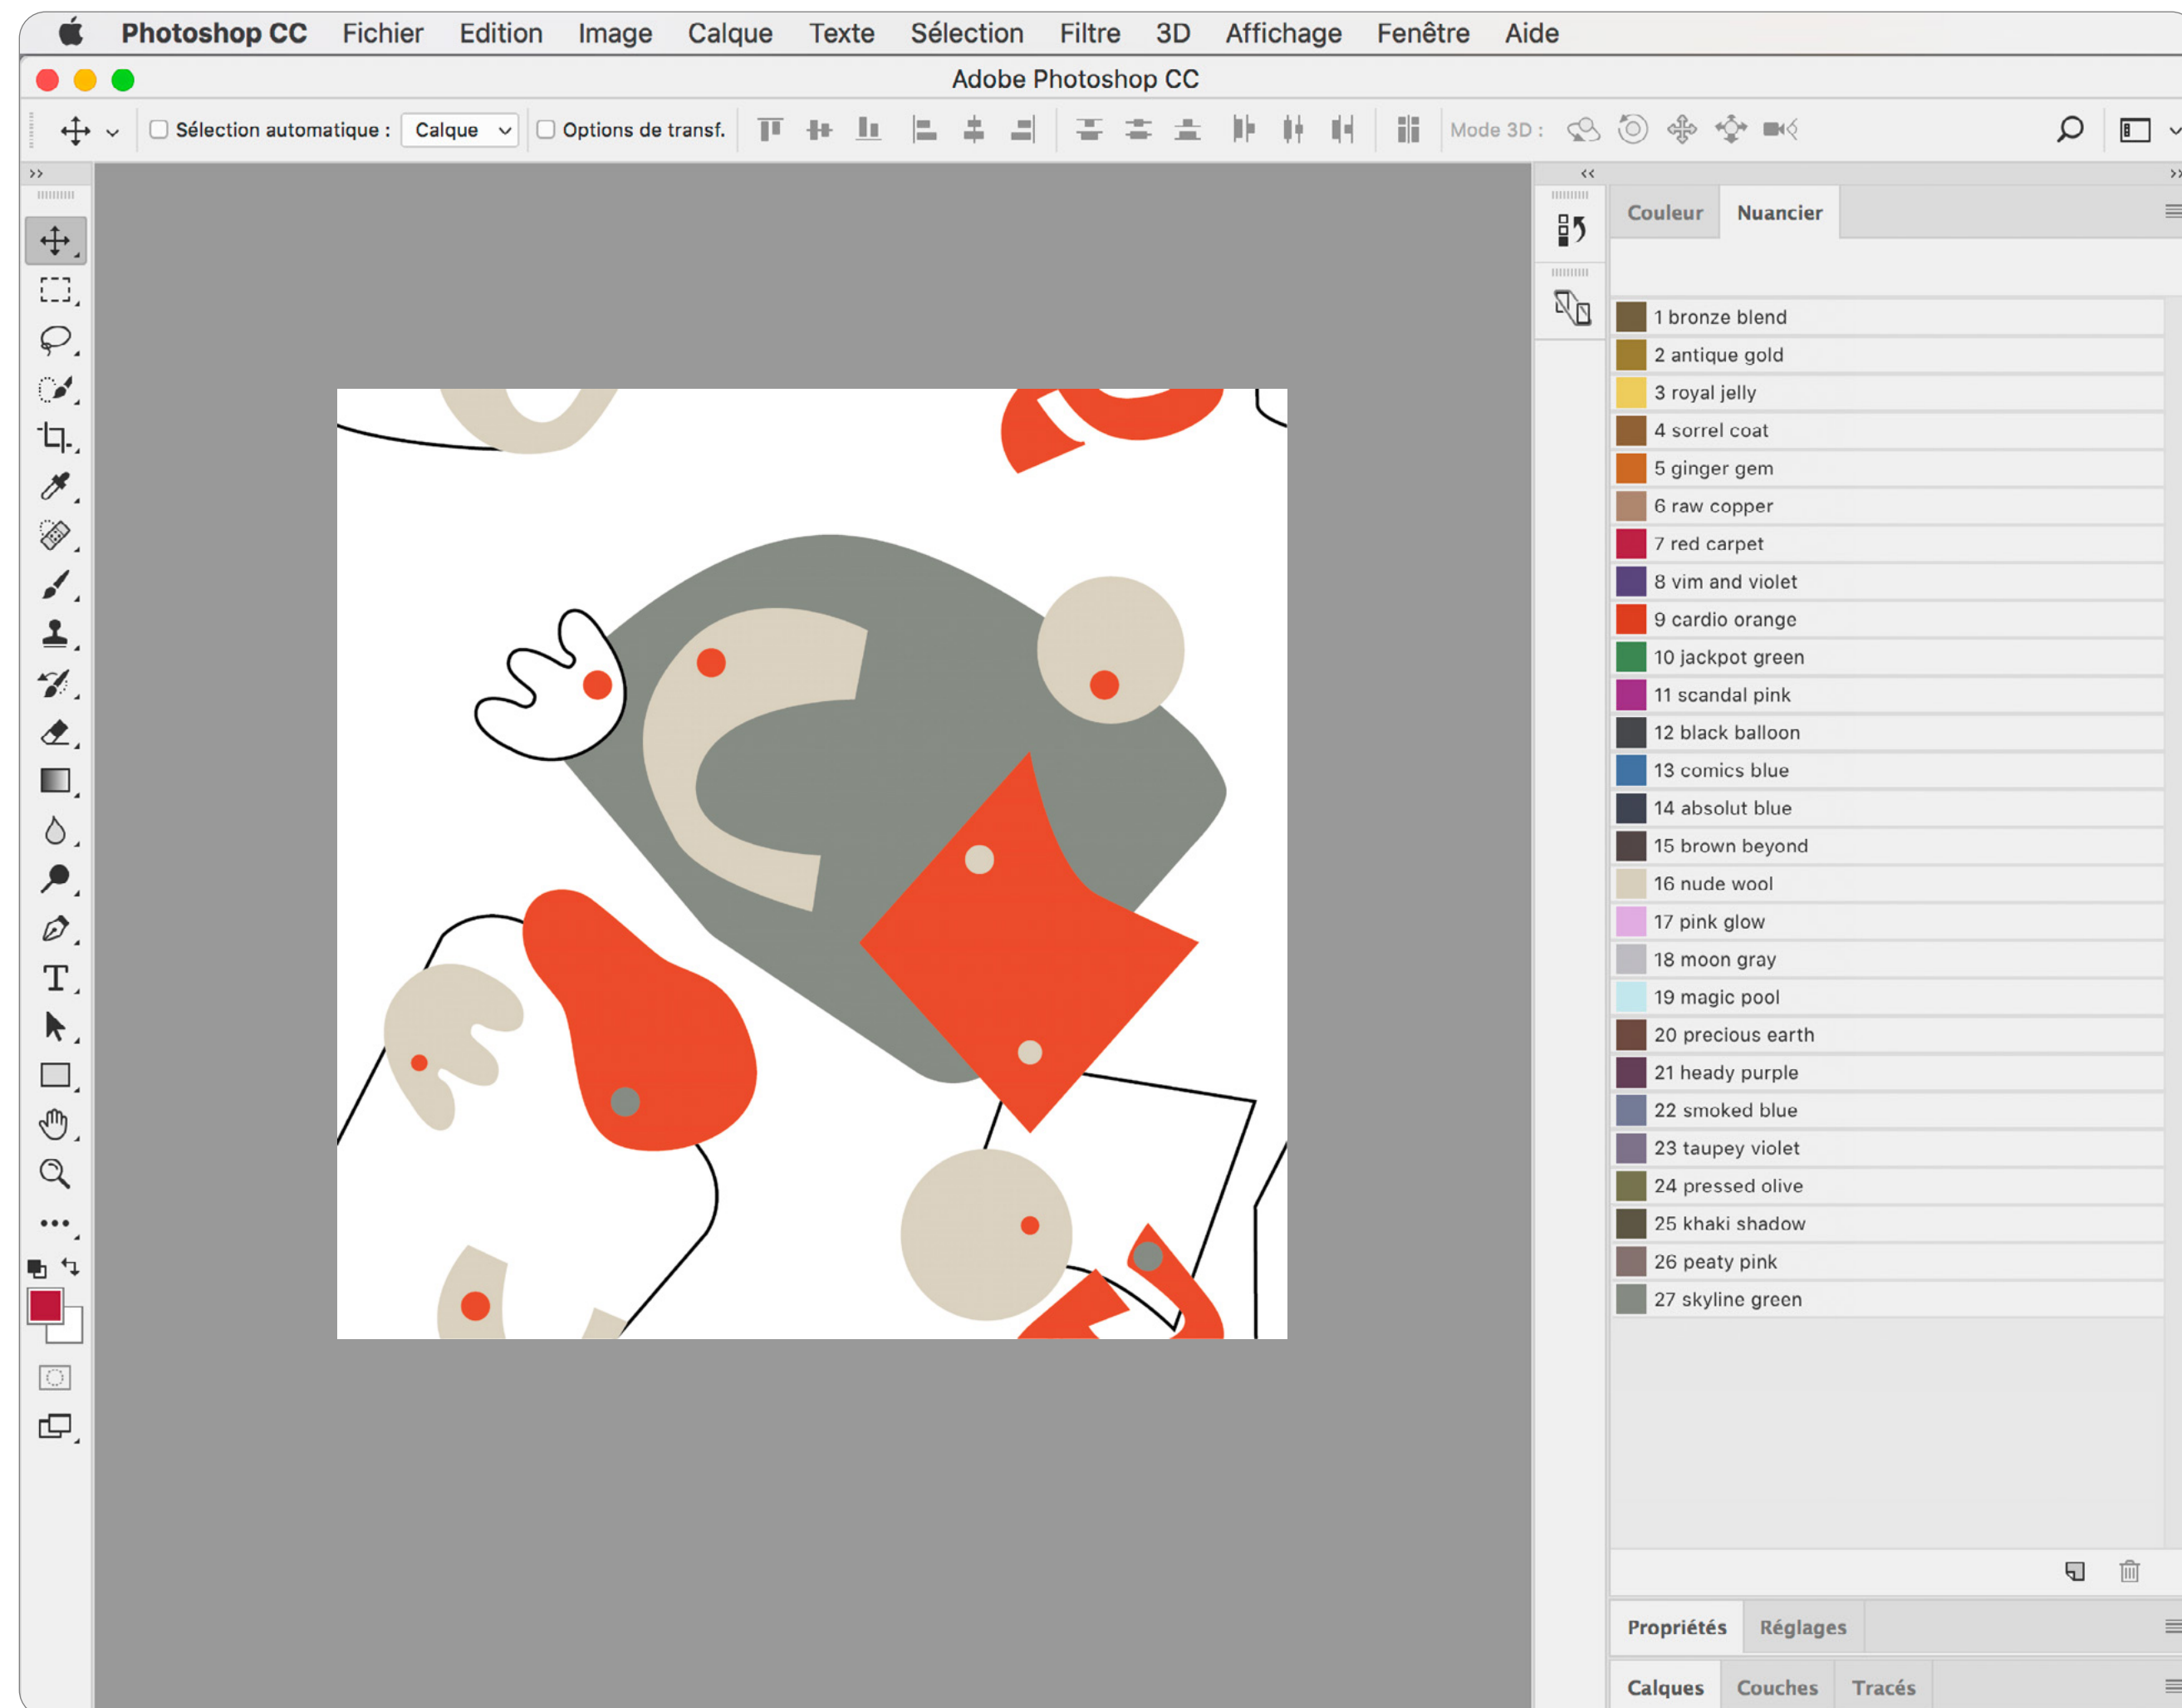 Photoshop CC Fichier Edition Image Calque Texte Sélection Filtre 3D Affichage Fenêtre Aide
Adobe Photoshop CC
Sélection automatique : Calque Options de transf. Mode 3D :
Couleur Nuancier
1 bronze blend
2 antique gold
3 royal jelly
4 sorrel coat
5 ginger gem
6 raw copper
7 red carpet
8 vim and violet
9 cardio orange
10 jackpot green
11 scandal pink
12 black balloon
13 comics blue
14 absolut blue
15 brown beyond
16 nude wool
17 pink glow
18 moon gray
19 magic pool
20 precious earth
21 heady purple
22 smoked blue
23 taupey violet
24 pressed olive
25 khaki shadow
26 peaty pink
27 skyline green
Propriétés Réglages
Calques Couches Tracés